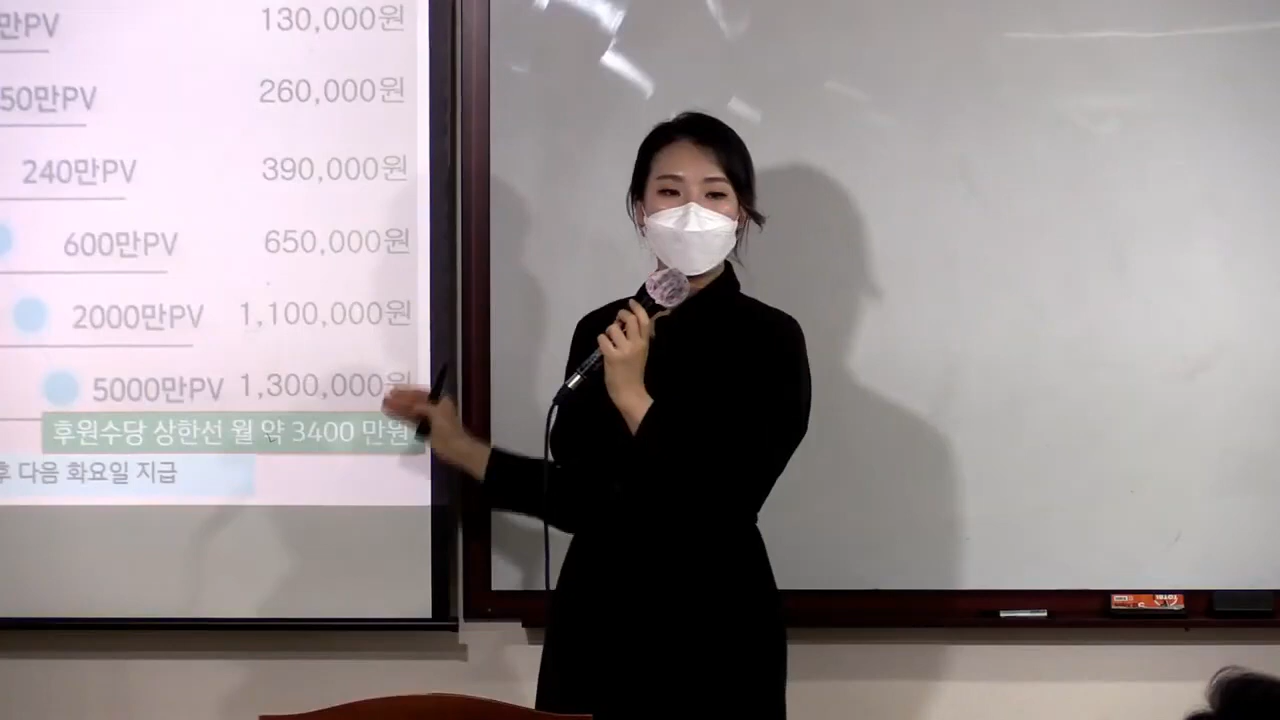 만PV 130,000원
50만PV 260,000원
240만PV 390,000원
600만PV 650,000원
2000만PV 1,100,000원
5000만PV 1,300,000원
후원수당 상한선 월 약 3400 만원
후 다음 화요일 지급